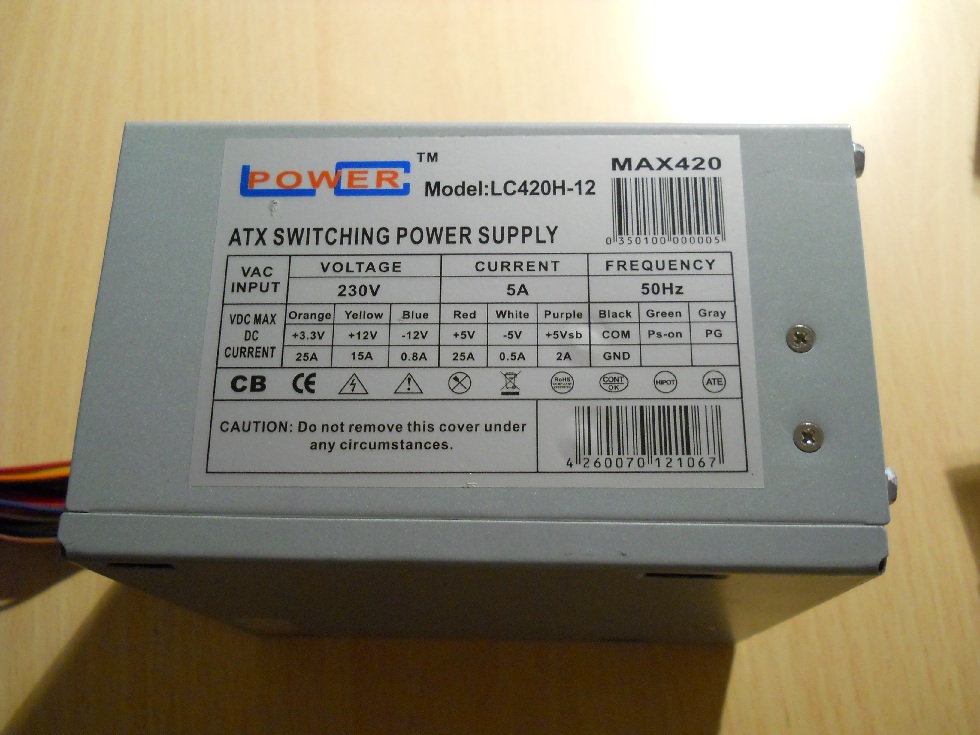 POWER TM
Model:LC420H-12
MAX420
0 350100 000005
ATX SWITCHING POWER SUPPLY
VAC INPUT VOLTAGE CURRENT FREQUENCY
230V 5A 50Hz
VDC MAX DC CURRENT
Orange Yellow Blue Red White Purple Black Green Gray
+3.3V +12V -12V +5V -5V +5Vsb COM Ps-on PG
25A 15A 0.8A 25A 0.5A 2A GND
CB CE RoHS CONT OK HIPOT ATE
CAUTION: Do not remove this cover under
any circumstances.
4 260070 121067